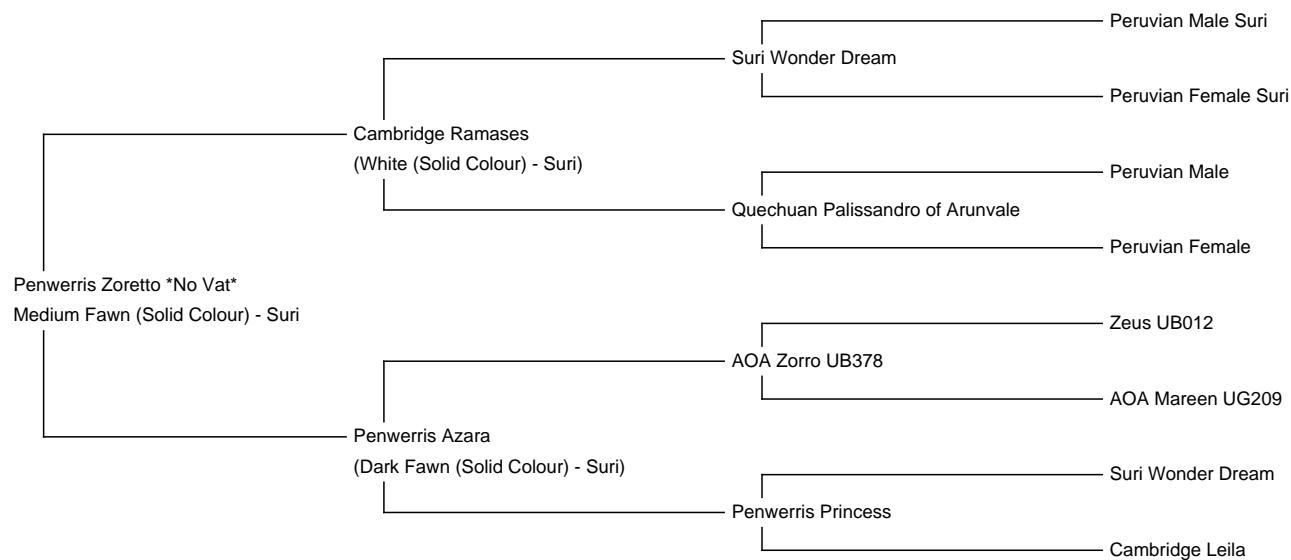 Peruvian Male Suri
Suri Wonder Dream
Peruvian Female Suri
Cambridge Ramases
(White (Solid Colour) - Suri)
Peruvian Male
Quechuan Palissandro of Arunvale
Peruvian Female
Penwerris Zoretto *No Vat*
Medium Fawn (Solid Colour) - Suri
Zeus UB012
AOA Zorro UB378
AOA Mareen UG209
Penwerris Azara
(Dark Fawn (Solid Colour) - Suri)
Suri Wonder Dream
Penwerris Princess
Cambridge Leila